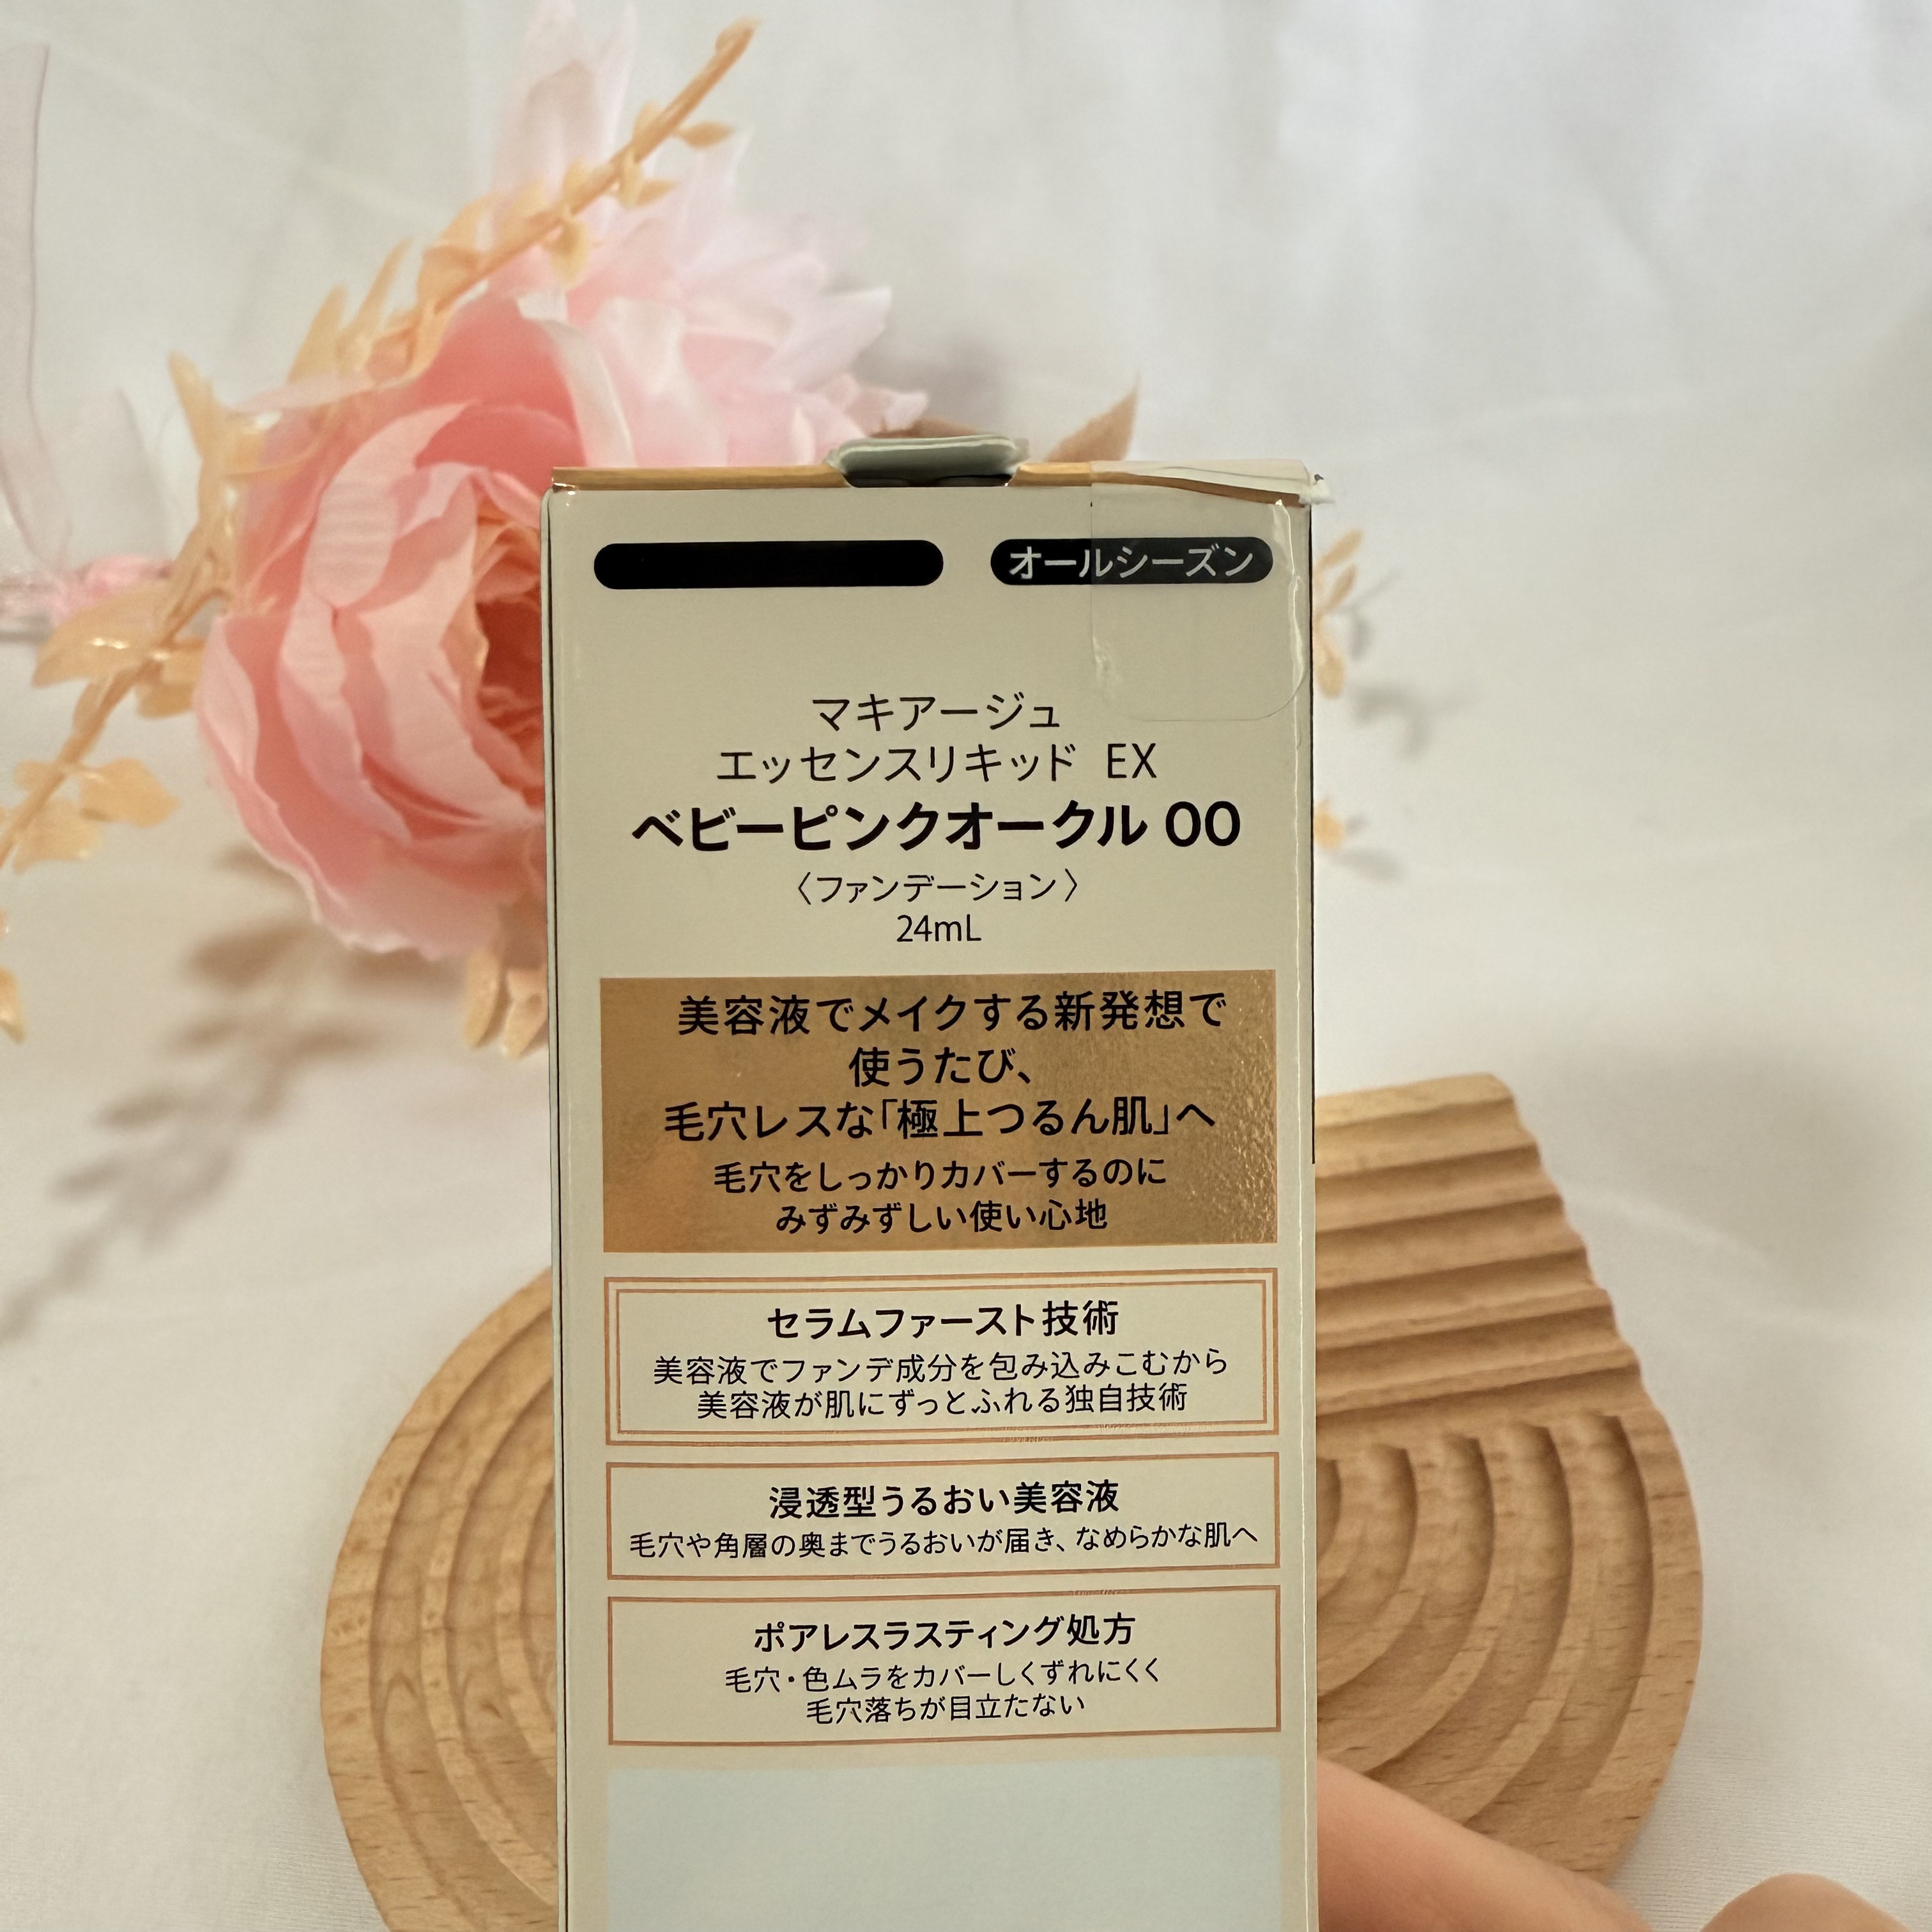 オールシーズン
マキアージュ
エッセンスリキッド EX
ベビーピンクオークル 00
〈ファンデーション〉
24mL
美容液でメイクする新発想で
使うたび、
毛穴レスな「極上つるん肌」へ
毛穴をしっかりカバーするのに
みずみずしい使い心地
セラムファースト技術
美容液でファンデ成分を包み込みこむから
美容液が肌にずっとふれる独自技術
浸透型うるおい美容液
毛穴や角層の奥までうるおいが届き、なめらかな肌へ
ポアレスラスティング処方
毛穴・色ムラをカバーしくずれにくく
毛穴落ちが目立たない